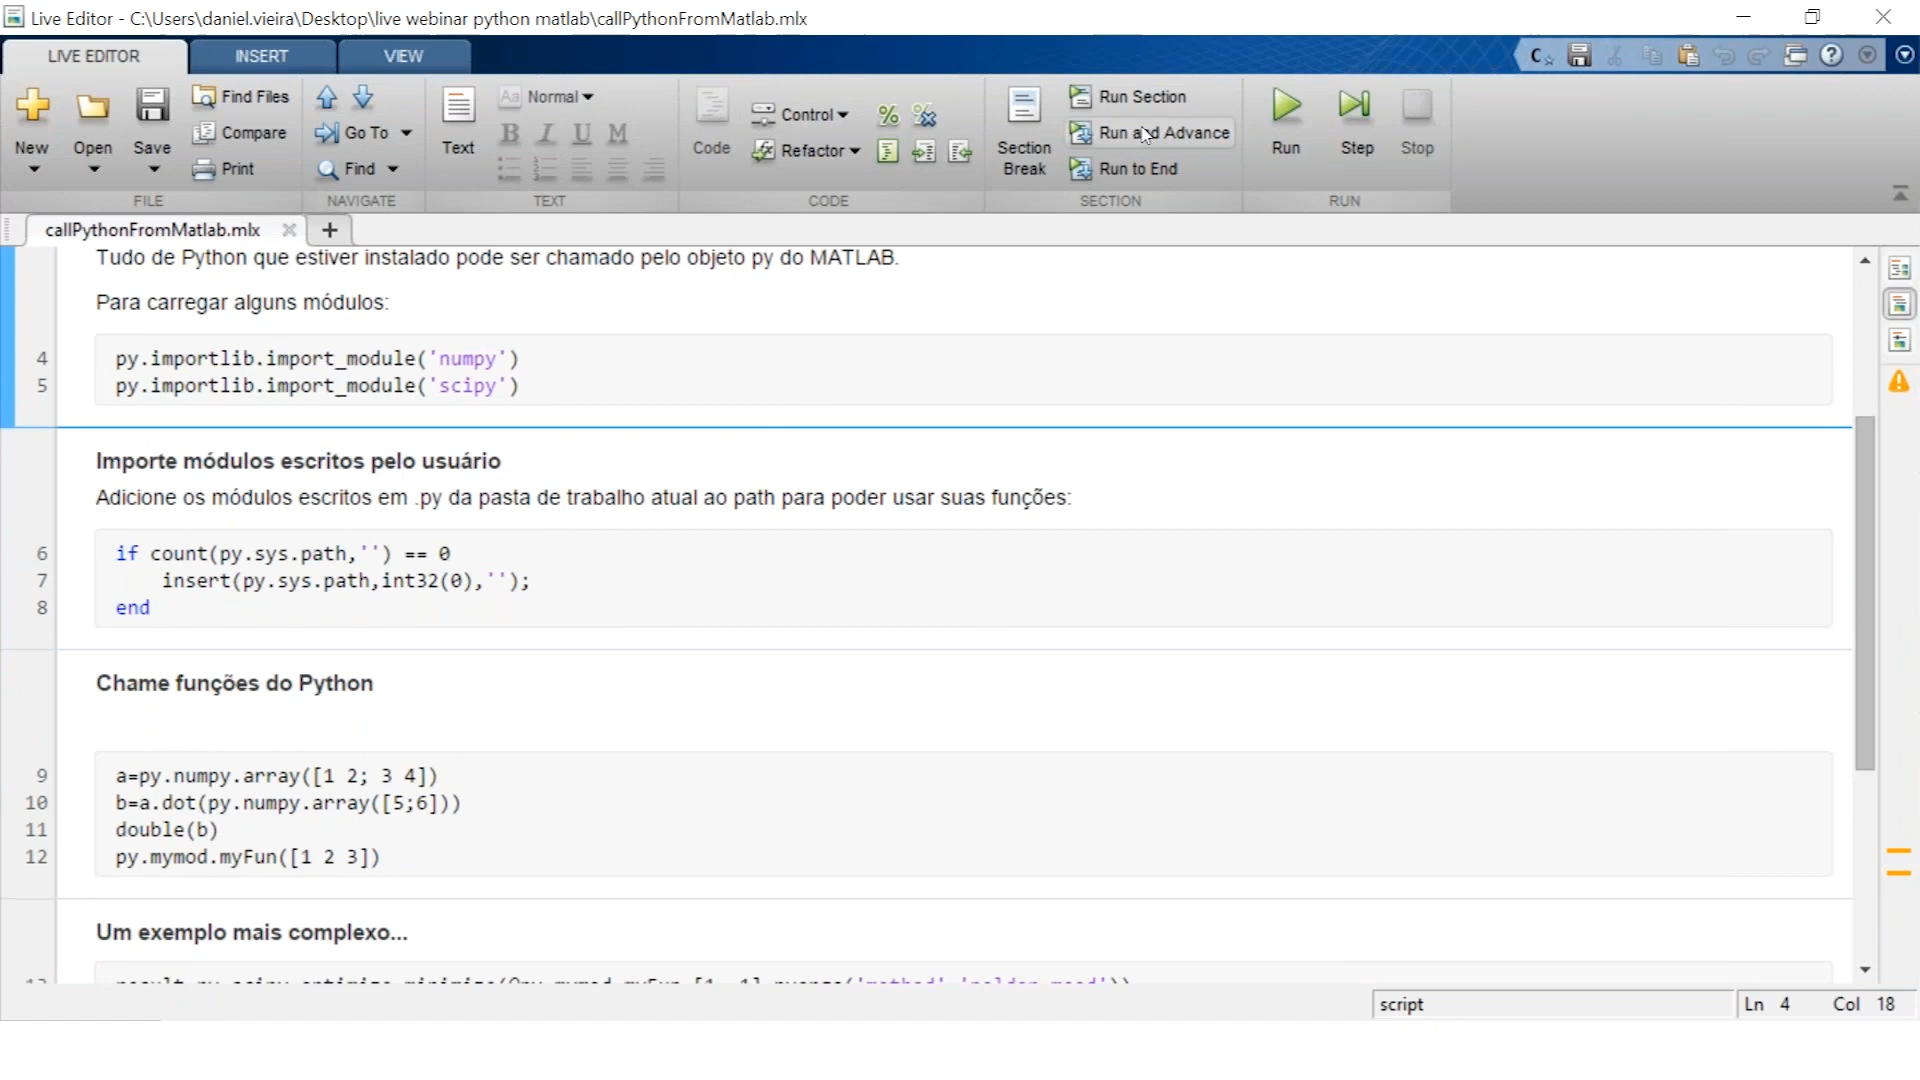 Live Editor - C:\Users\daniel.vieira\Desktop\live webinar python matlab\callPythonFromMatlab.mlx
LIVE EDITOR INSERT VIEW
New
Open
Save
Find Files
Compare
Print
Go To
Find
Text
Aa Normal
B I U M
Code
Control
Refactor
Section Break
Run Section
Run and Advance
Run to End
Run
Step
Stop
FILE NAVIGATE TEXT CODE SECTION RUN
callPythonFromMatlab.mlx
Tudo de Python que estiver instalado pode ser chamado pelo objeto py do MATLAB.
Para carregar alguns módulos:
4 py.importlib.import_module('numpy')
5 py.importlib.import_module('scipy')
Importe módulos escritos pelo usuário
Adicione os módulos escritos em .py da pasta de trabalho atual ao path para poder usar suas funções:
6 if count(py.sys.path,'') == 0
7 insert(py.sys.path,int32(0),'');
8 end
Chame funções do Python
9 a=py.numpy.array([1 2; 3 4])
10 b=a.dot(py.numpy.array([5;6]))
11 double(b)
12 py.mymod.myFun([1 2 3])
Um exemplo mais complexo...
script Ln 4 Col 18